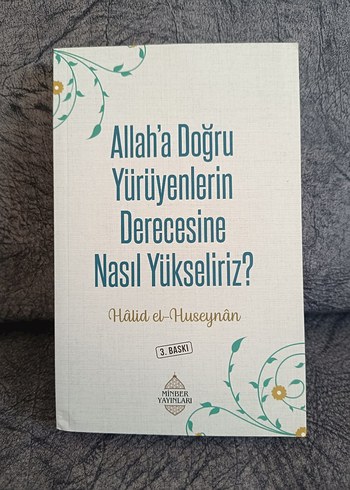 Allah'a Doğru
Yürüyenlerin
Derecesine
Nasıl Yükseliriz?
Hâlid el-Huseynân
3. BASKI
MİNBER
YAYINLARI